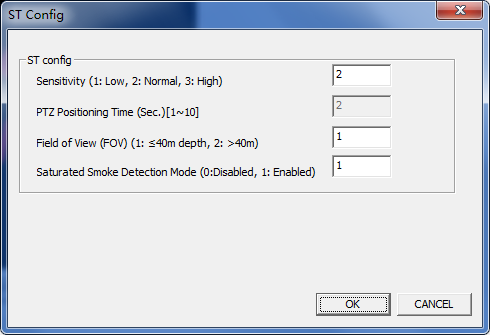 ST Config
ST config
Sensitivity (1: Low, 2: Normal, 3: High) 2
PTZ Positioning Time (Sec.)[1~10] 2
Field of View (FOV) (1: ≤40m depth, 2: >40m) 1
Saturated Smoke Detection Mode (0:Disabled, 1: Enabled) 1
OK CANCEL